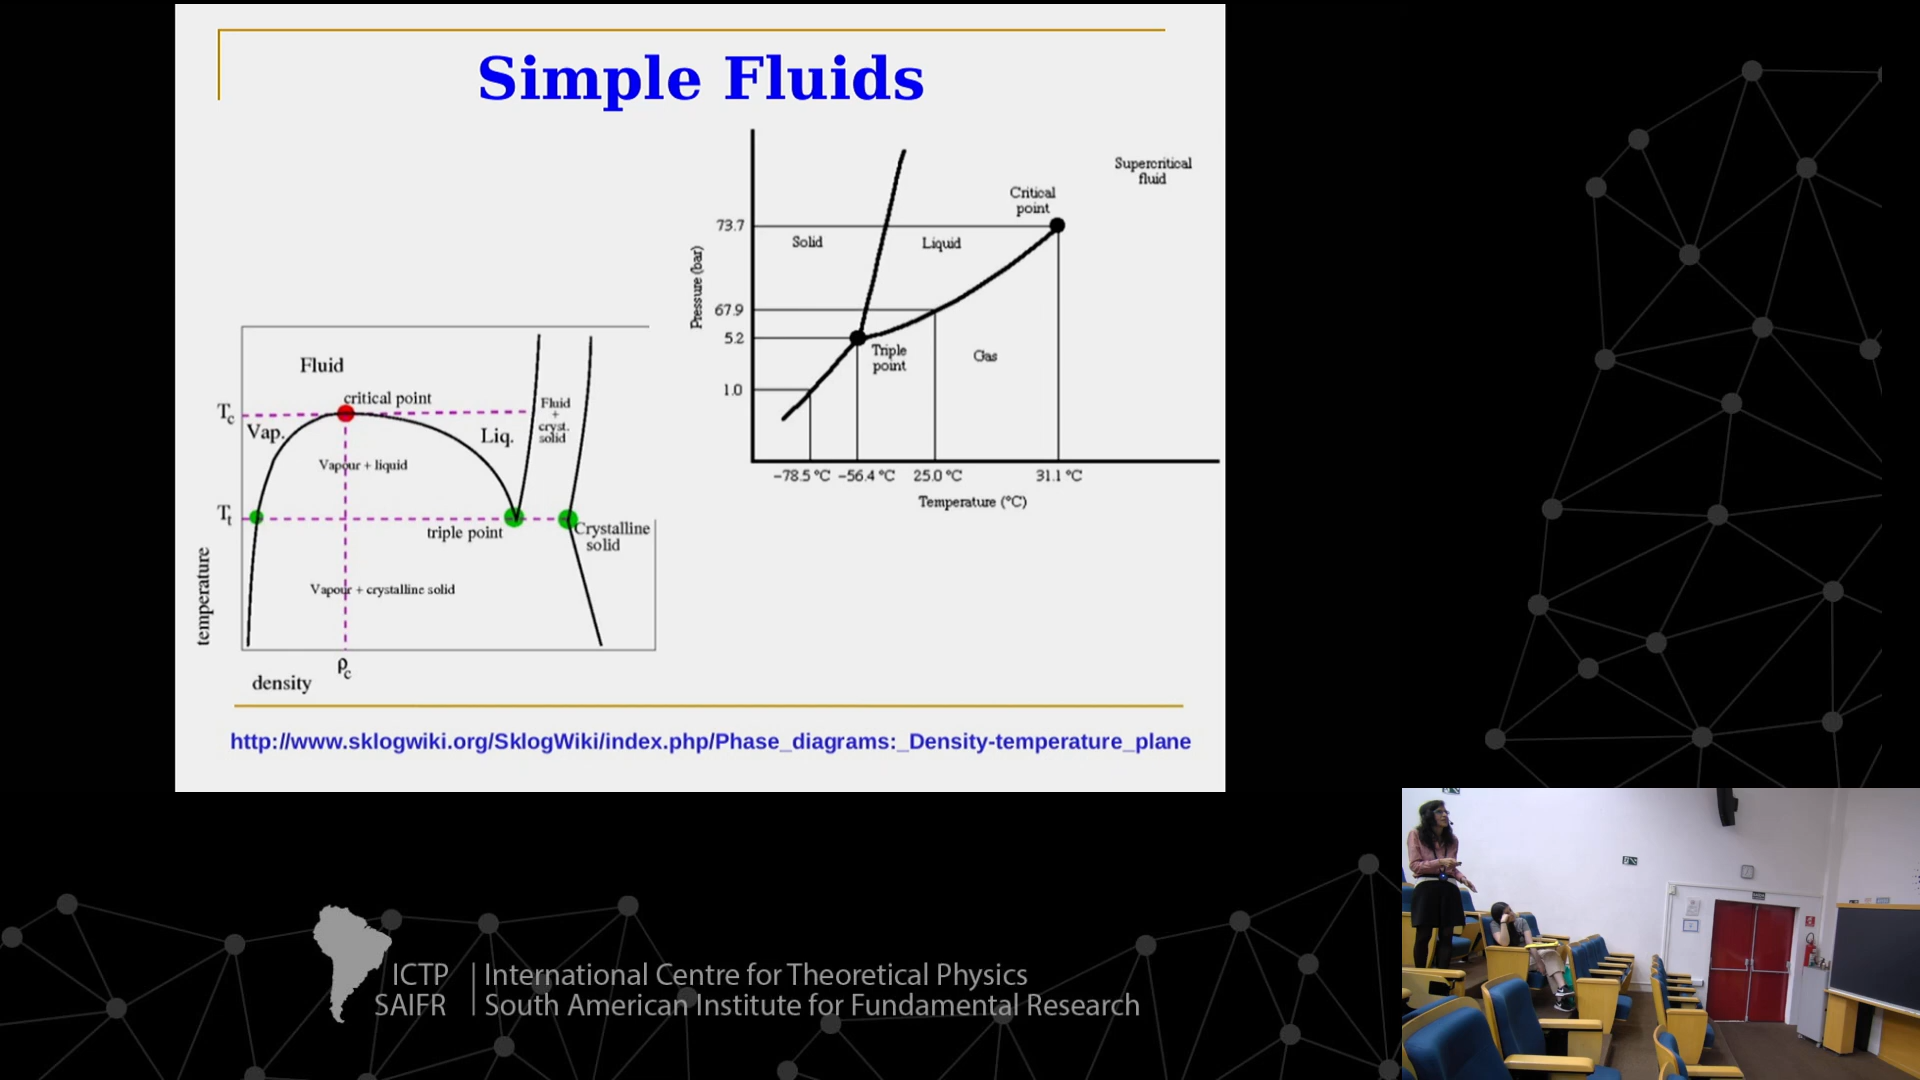 Simple Fluids
Supercritical
fluid
Critical
point
73.7
Solid
Liquid
Pressure (bar)
67.9
5.2
Triple
point
Gas
1.0
−78.5 °C
−56.4 °C
25.0 °C
31.1 °C
Temperature (°C)
Fluid
critical point
Tc
Vap.
Liq.
Fluid
+
cryst.
solid
Vapour + liquid
Tt
triple point
Crystalline
solid
Vapour + crystalline solid
temperature
ρc
density
http://www.sklogwiki.org/SklogWiki/index.php/Phase_diagrams:_Density-temperature_plane
ICTP
SAIFR
International Centre for Theoretical Physics
South American Institute for Fundamental Research